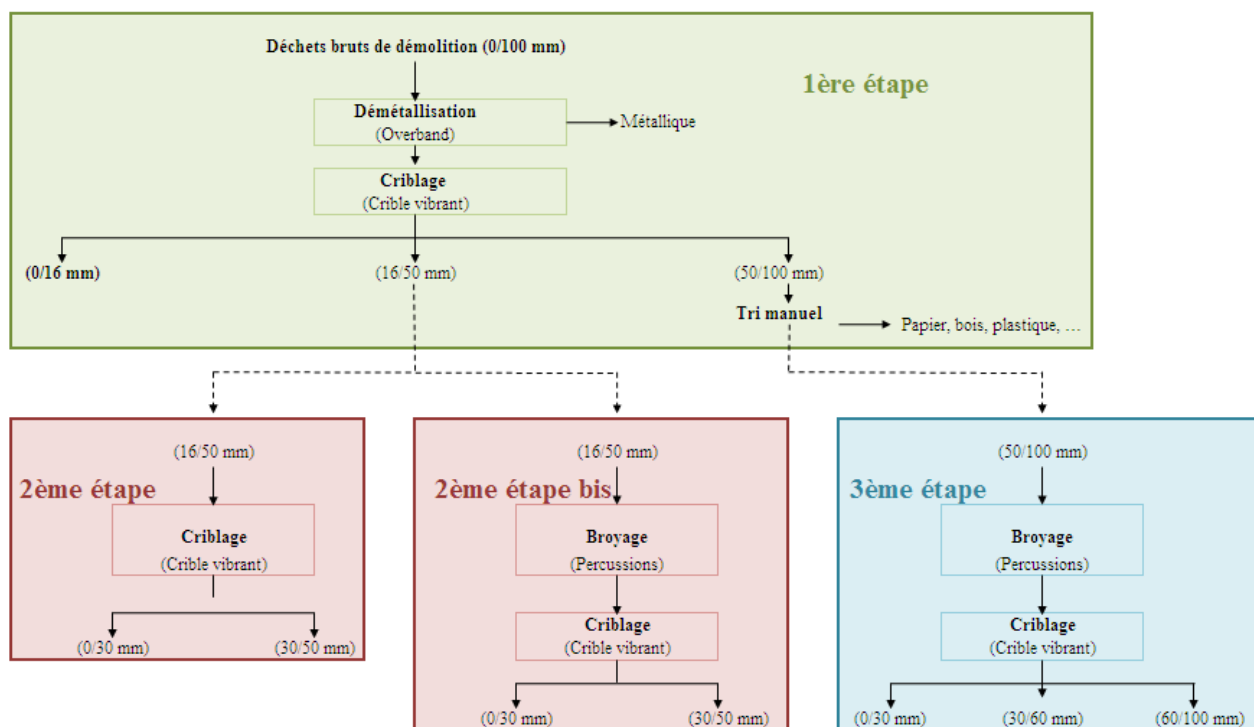 Déchets bruts de démolition (0/100 mm)
1ère étape
Démétallisation
(Overband)
Métallique
Criblage
(Crible vibrant)
(0/16 mm)
(16/50 mm)
(50/100 mm)
Tri manuel
Papier, bois, plastique, …
(16/50 mm)
2ème étape
Criblage
(Crible vibrant)
(0/30 mm)
(30/50 mm)
(16/50 mm)
2ème étape bis
Broyage
(Percussions)
Criblage
(Crible vibrant)
(0/30 mm)
(30/50 mm)
(50/100 mm)
3ème étape
Broyage
(Percussions)
Criblage
(Crible vibrant)
(0/30 mm)
(30/60 mm)
(60/100 mm)